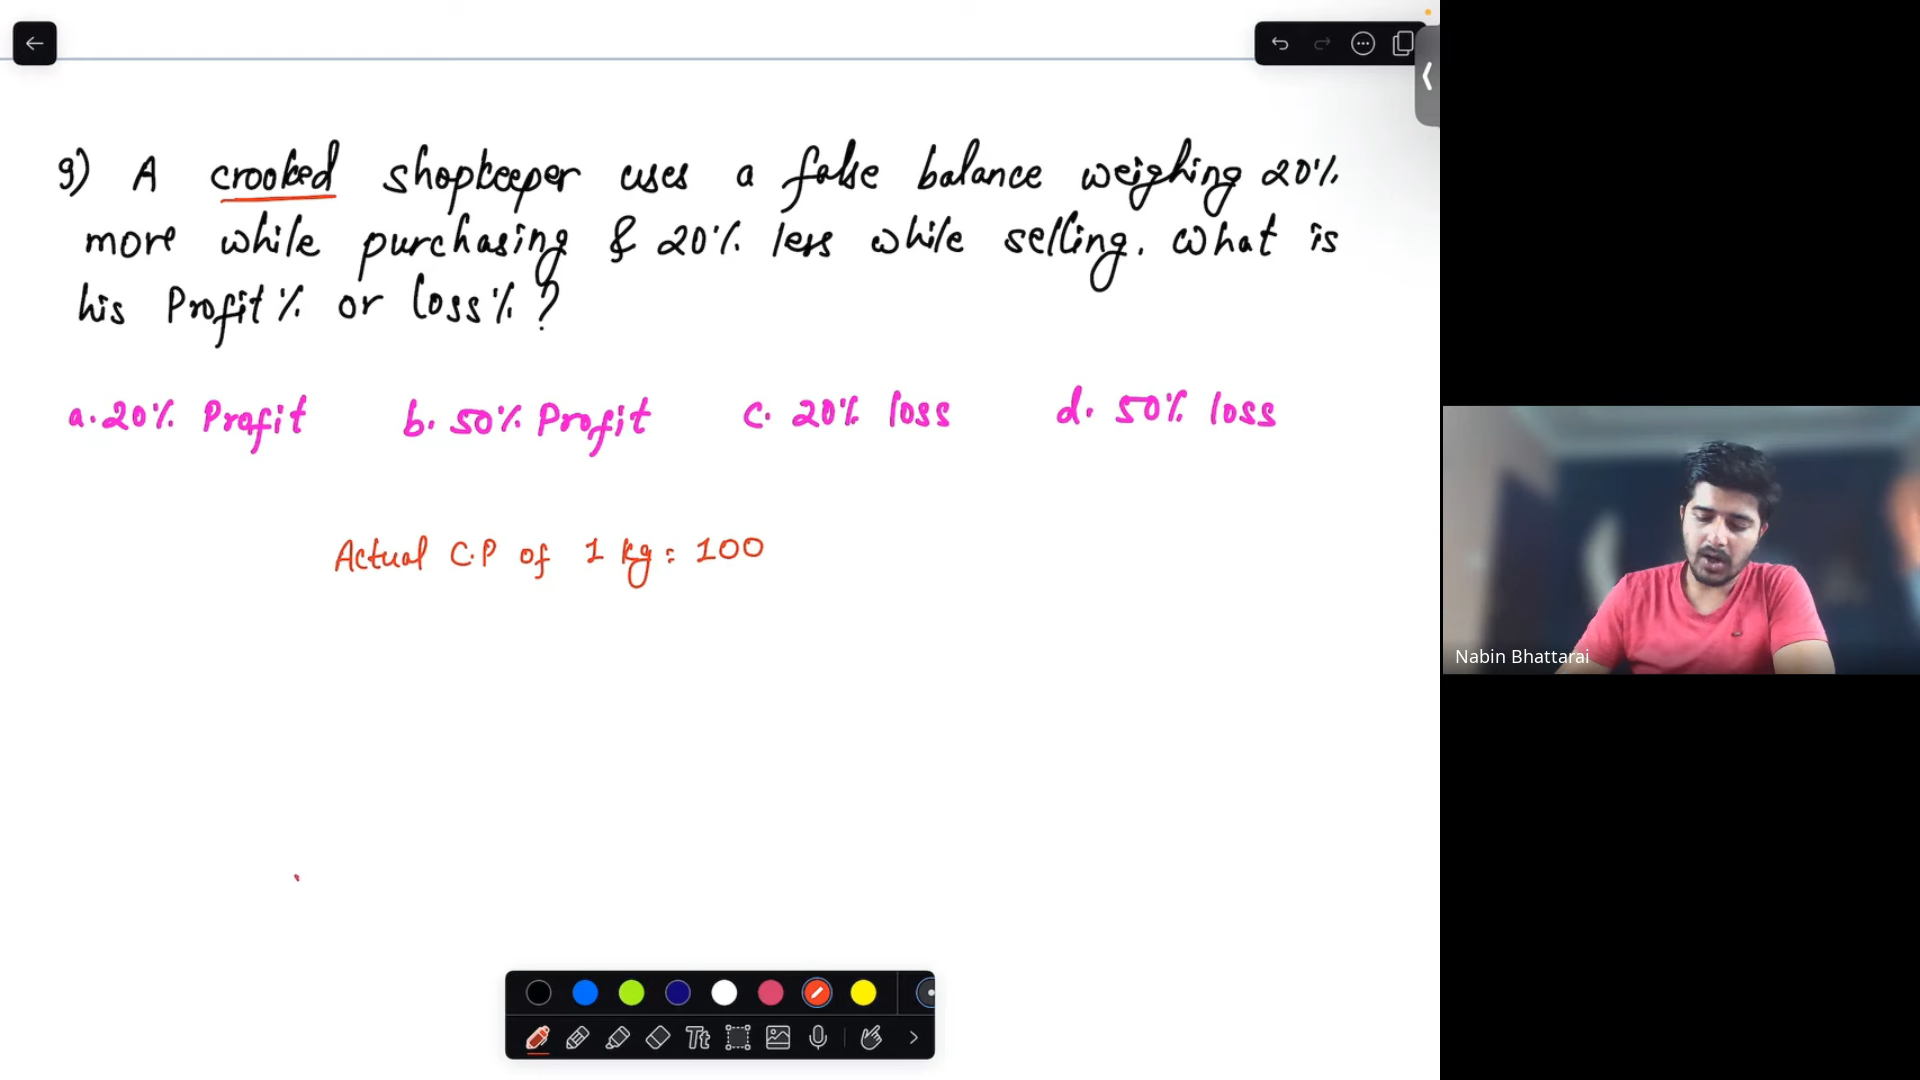 9) A crooked shopkeeper uses a false balance weighing 20%
more while purchasing & 20% less while selling. What is
his Profit% or loss%?
a. 20% Profit b. 50% Profit c. 20% loss d. 50% loss
Actual C.P of 1 kg = 100
Nabin Bhattarai
Tt